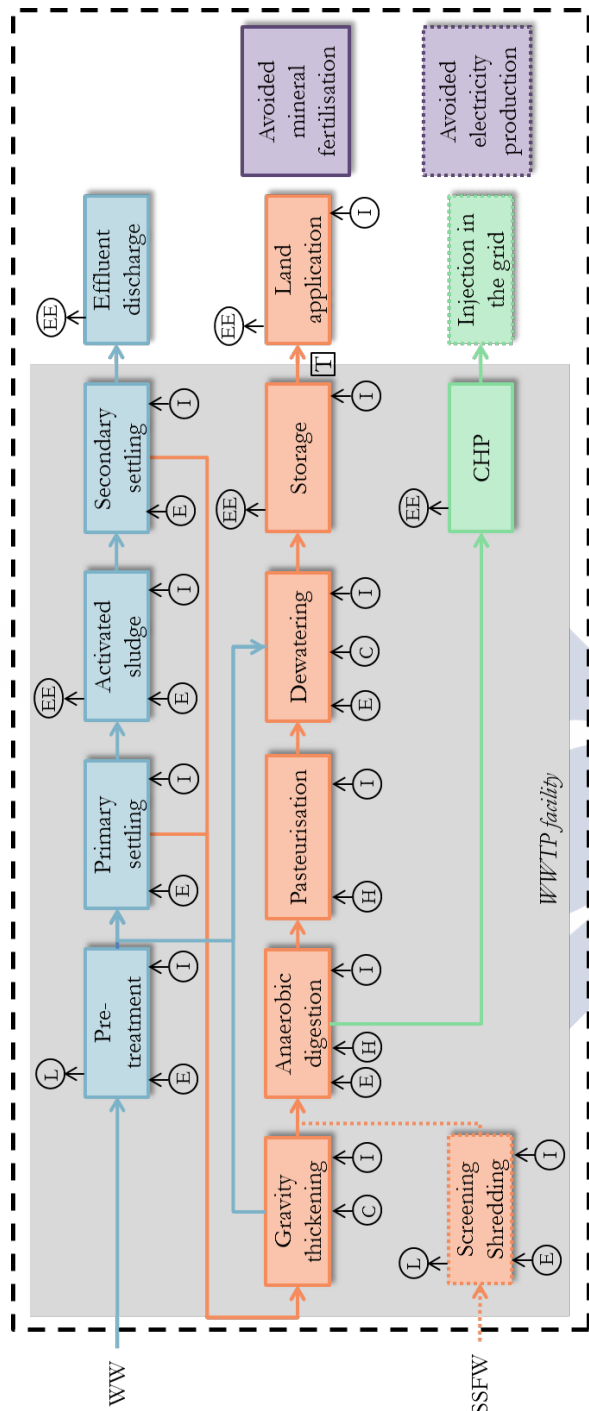 WW
L
EE
EE
Pre-
treatment
Primary
settling
Activated
sludge
Secondary
settling
Effluent
discharge
E
I
E
I
E
I
E
I
EE
EE
Gravity
thickening
Anaerobic
digestion
Pasteurisation
Dewatering
Storage
T
Land
application
Avoided
mineral
fertilisation
C
I
E
H
I
H
I
E
C
I
I
I
SSFW
L
EE
Screening
Shredding
CHP
Injection in
the grid
Avoided
electricity
production
E
I
WWTP facility